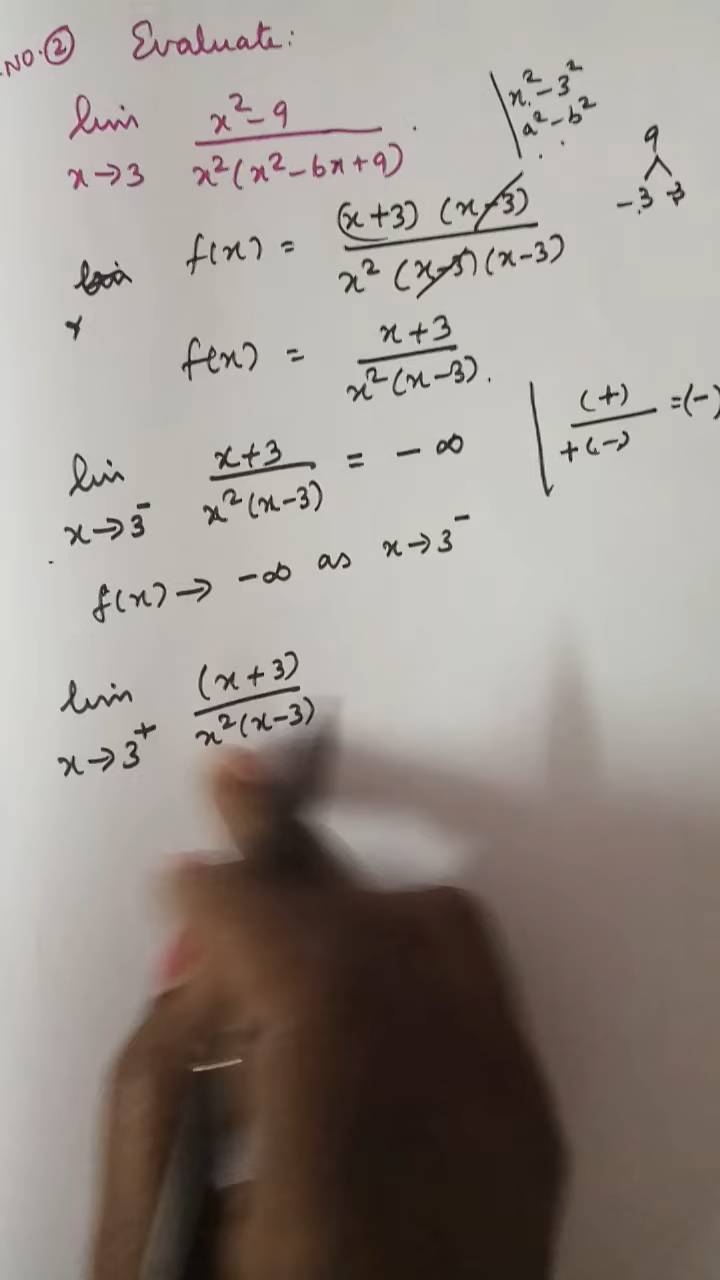 .NO.② Evaluate:
lim x→3 (x²-9)/(x²(x²-6x+9)).
x²-3²
a²-b²
9
-3 -3
f(x) = ((x+3)(x-3))/(x²(x-3)(x-3))
f(x) = (x+3)/(x²(x-3)).
lim x→3⁻ (x+3)/(x²(x-3)) = -∞
(+)/(+(-)) =(-)
f(x)→ -∞ as x→3⁻
lim x→3⁺ (x+3)/(x²(x-3))